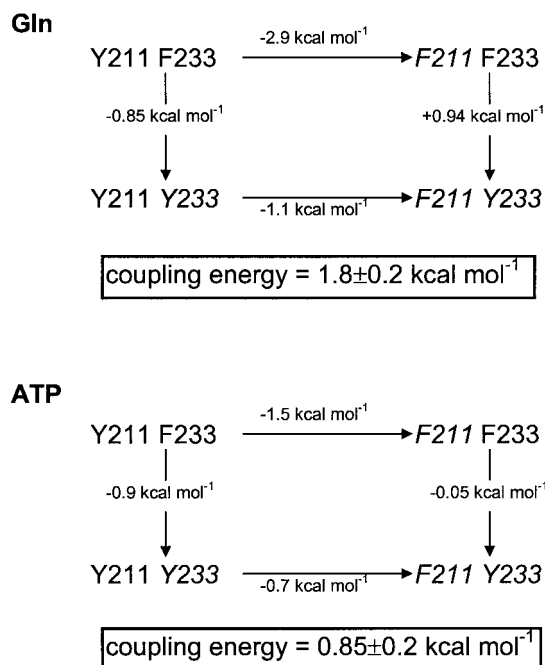 Gln
-2.9 kcal mol⁻¹
Y211 F233 F211 F233
-0.85 kcal mol⁻¹ +0.94 kcal mol⁻¹
Y211 Y233 F211 Y233
-1.1 kcal mol⁻¹
coupling energy = 1.8±0.2 kcal mol⁻¹
ATP
-1.5 kcal mol⁻¹
Y211 F233 F211 F233
-0.9 kcal mol⁻¹ -0.05 kcal mol⁻¹
Y211 Y233 F211 Y233
-0.7 kcal mol⁻¹
coupling energy = 0.85±0.2 kcal mol⁻¹